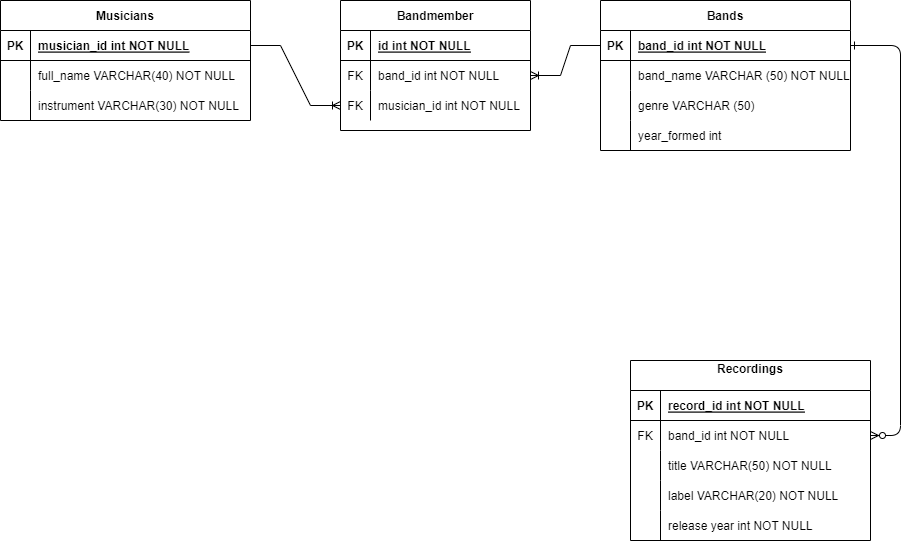 Musicians
PK musician_id int NOT NULL
full_name VARCHAR(40) NOT NULL
instrument VARCHAR(30) NOT NULL
Bandmember
PK id int NOT NULL
FK band_id int NOT NULL
FK musician_id int NOT NULL
Bands
PK band_id int NOT NULL
band_name VARCHAR (50) NOT NULL
genre VARCHAR (50)
year_formed int
Recordings
PK record_id int NOT NULL
FK band_id int NOT NULL
title VARCHAR(50) NOT NULL
label VARCHAR(20) NOT NULL
release year int NOT NULL